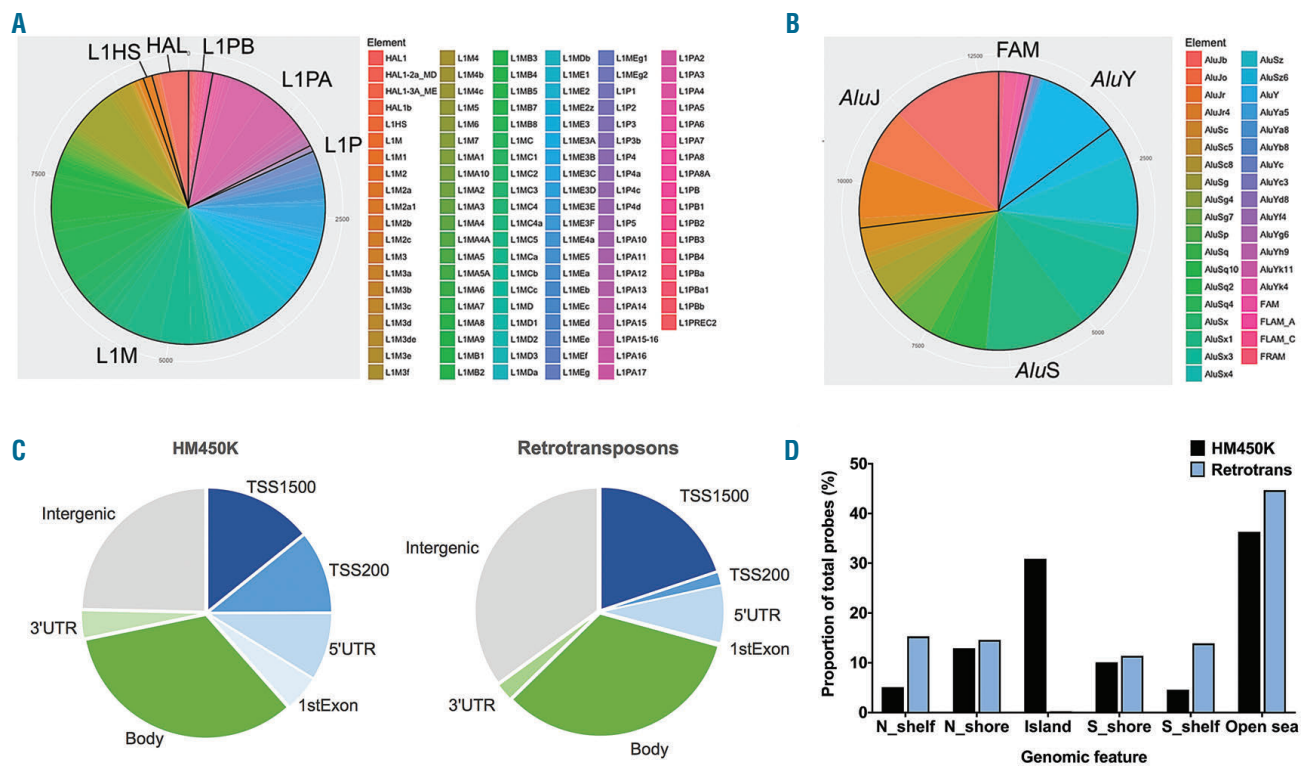 A
L1HS
HAL
L1PB
L1PA
L1P
L1M
0
2500
5000
7500
Element
HAL1
HAL1-2a_MD
HAL1-3A_ME
HAL1b
L1HS
L1M
L1M1
L1M2
L1M2a
L1M2a1
L1M2b
L1M2c
L1M3
L1M3a
L1M3b
L1M3c
L1M3d
L1M3de
L1M3e
L1M3f
L1M4
L1M4b
L1M4c
L1M5
L1M6
L1M7
L1MA1
L1MA10
L1MA2
L1MA3
L1MA4
L1MA4A
L1MA5
L1MA5A
L1MA6
L1MA7
L1MA8
L1MA9
L1MB1
L1MB2
L1MB3
L1MB4
L1MB5
L1MB7
L1MB8
L1MC
L1MC1
L1MC2
L1MC3
L1MC4
L1MC4a
L1MC5
L1MCa
L1MCb
L1MCc
L1MD
L1MD1
L1MD2
L1MD3
L1MDa
L1MDb
L1ME1
L1ME2
L1ME2z
L1ME3
L1ME3A
L1ME3B
L1ME3C
L1ME3D
L1ME3E
L1ME3F
L1ME4a
L1ME5
L1MEa
L1MEb
L1MEc
L1MEd
L1MEe
L1MEf
L1MEg
L1MEg1
L1MEg2
L1P1
L1P2
L1P3
L1P3b
L1P4
L1P4a
L1P4c
L1P4d
L1P5
L1PA10
L1PA11
L1PA12
L1PA13
L1PA14
L1PA15
L1PA15-16
L1PA16
L1PA17
L1PA2
L1PA3
L1PA4
L1PA5
L1PA6
L1PA7
L1PA8
L1PA8A
L1PB
L1PB1
L1PB2
L1PB3
L1PB4
L1PBa
L1PBa1
L1PBb
L1PREC2
B
12500
FAM
AluY
AluJ
AluS
2500
5000
7500
10000
Element
AluJb
AluJo
AluJr
AluJr4
AluSc
AluSc5
AluSc8
AluSg
AluSg4
AluSg7
AluSp
AluSq
AluSq10
AluSq2
AluSq4
AluSx
AluSx1
AluSx3
AluSx4
AluSz
AluSz6
AluY
AluYa5
AluYa8
AluYb8
AluYc
AluYc3
AluYd8
AluYf4
AluYg6
AluYh9
AluYk11
AluYk4
FAM
FLAM_A
FLAM_C
FRAM
C
HM450K
TSS1500
TSS200
5'UTR
1stExon
Body
3'UTR
Intergenic
Retrotransposons
TSS1500
TSS200
5'UTR
1stExon
Body
3'UTR
Intergenic
D
HM450K
Retrotrans
Proportion of total probes (%)
50
40
30
20
10
0
N_shelf N_shore Island S_shore S_shelf Open sea
Genomic feature